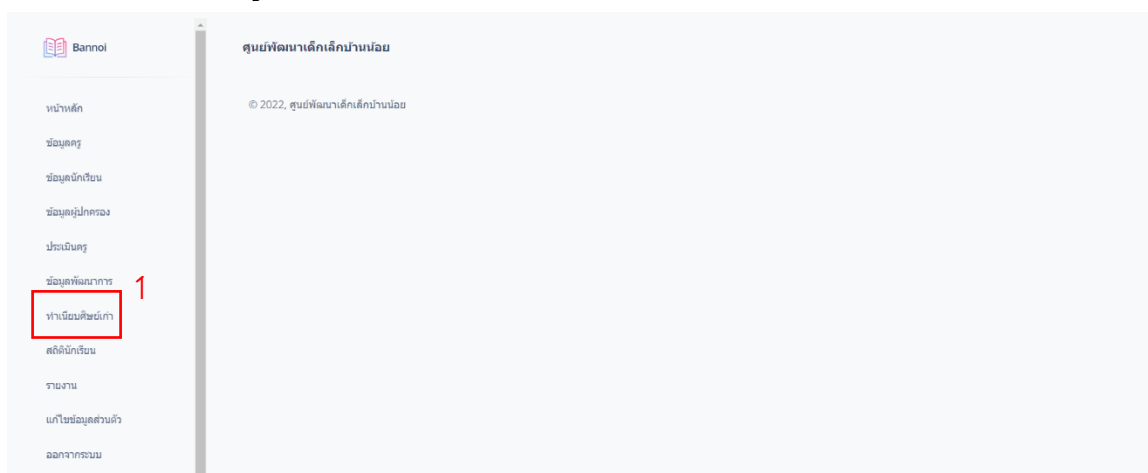 Bannoi
ศูนย์พัฒนาเด็กเล็กบ้านน้อย
© 2022, ศูนย์พัฒนาเด็กเล็กบ้านน้อย
หน้าหลัก
ข้อมูลครู
ข้อมูลนักเรียน
ข้อมูลผู้ปกครอง
ประเมินครู
ข้อมูลพัฒนาการ
1
ทำเนียบศิษย์เก่า
สถิตินักเรียน
รายงาน
แก้ไขข้อมูลส่วนตัว
ออกจากระบบ